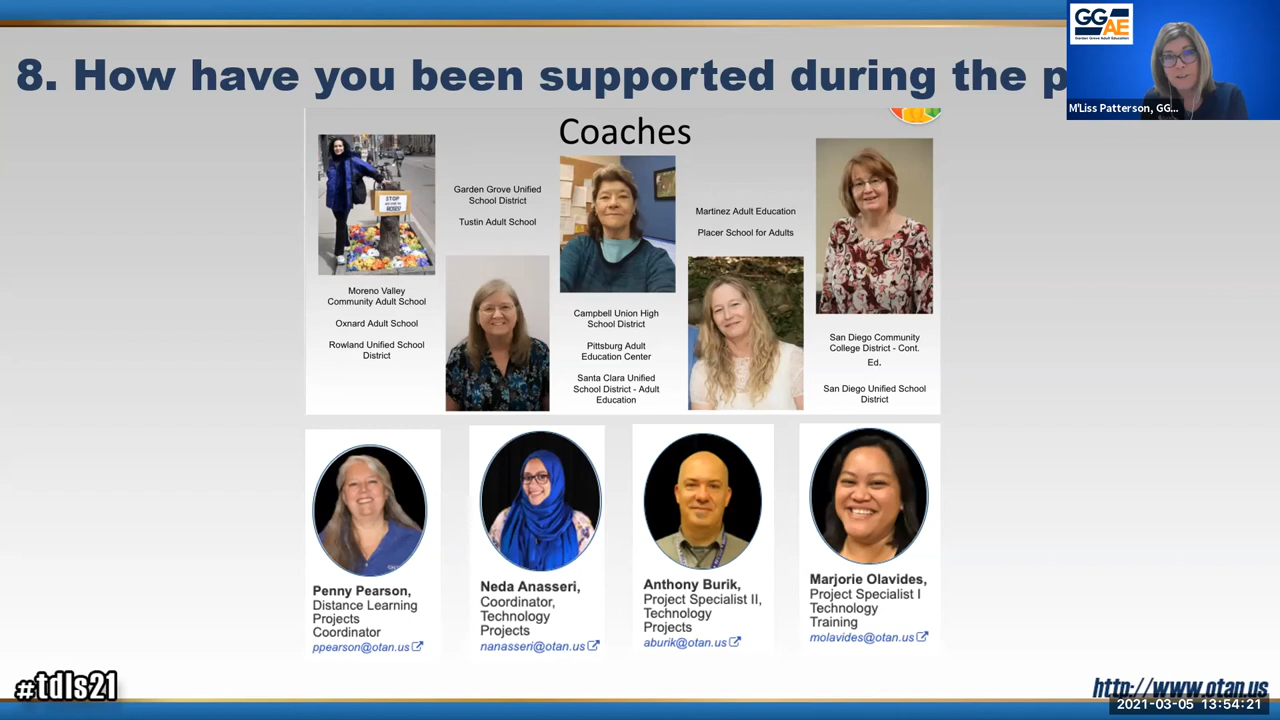 8. How have you been supported during the p
GG
AE
Garden Grove Adult Education
M'Liss Patterson, GG...
Coaches
Moreno Valley
Community Adult School
Oxnard Adult School
Rowland Unified School
District
Garden Grove Unified
School District
Tustin Adult School
Campbell Union High
School District
Pittsburg Adult
Education Center
Santa Clara Unified
School District - Adult
Education
Martinez Adult Education
Placer School for Adults
San Diego Community
College District - Cont.
Ed.
San Diego Unified School
District
STOP
Penny Pearson,
Distance Learning
Projects
Coordinator
ppearson@otan.us
Neda Anasseri,
Coordinator,
Technology
Projects
nanasseri@otan.us
Anthony Burik,
Project Specialist II,
Technology
Projects
aburik@otan.us
Marjorie Olavides,
Project Specialist I
Technology
Training
molavides@otan.us
#tdls21
http://www.otan.us
2021-03-05 13:54:21